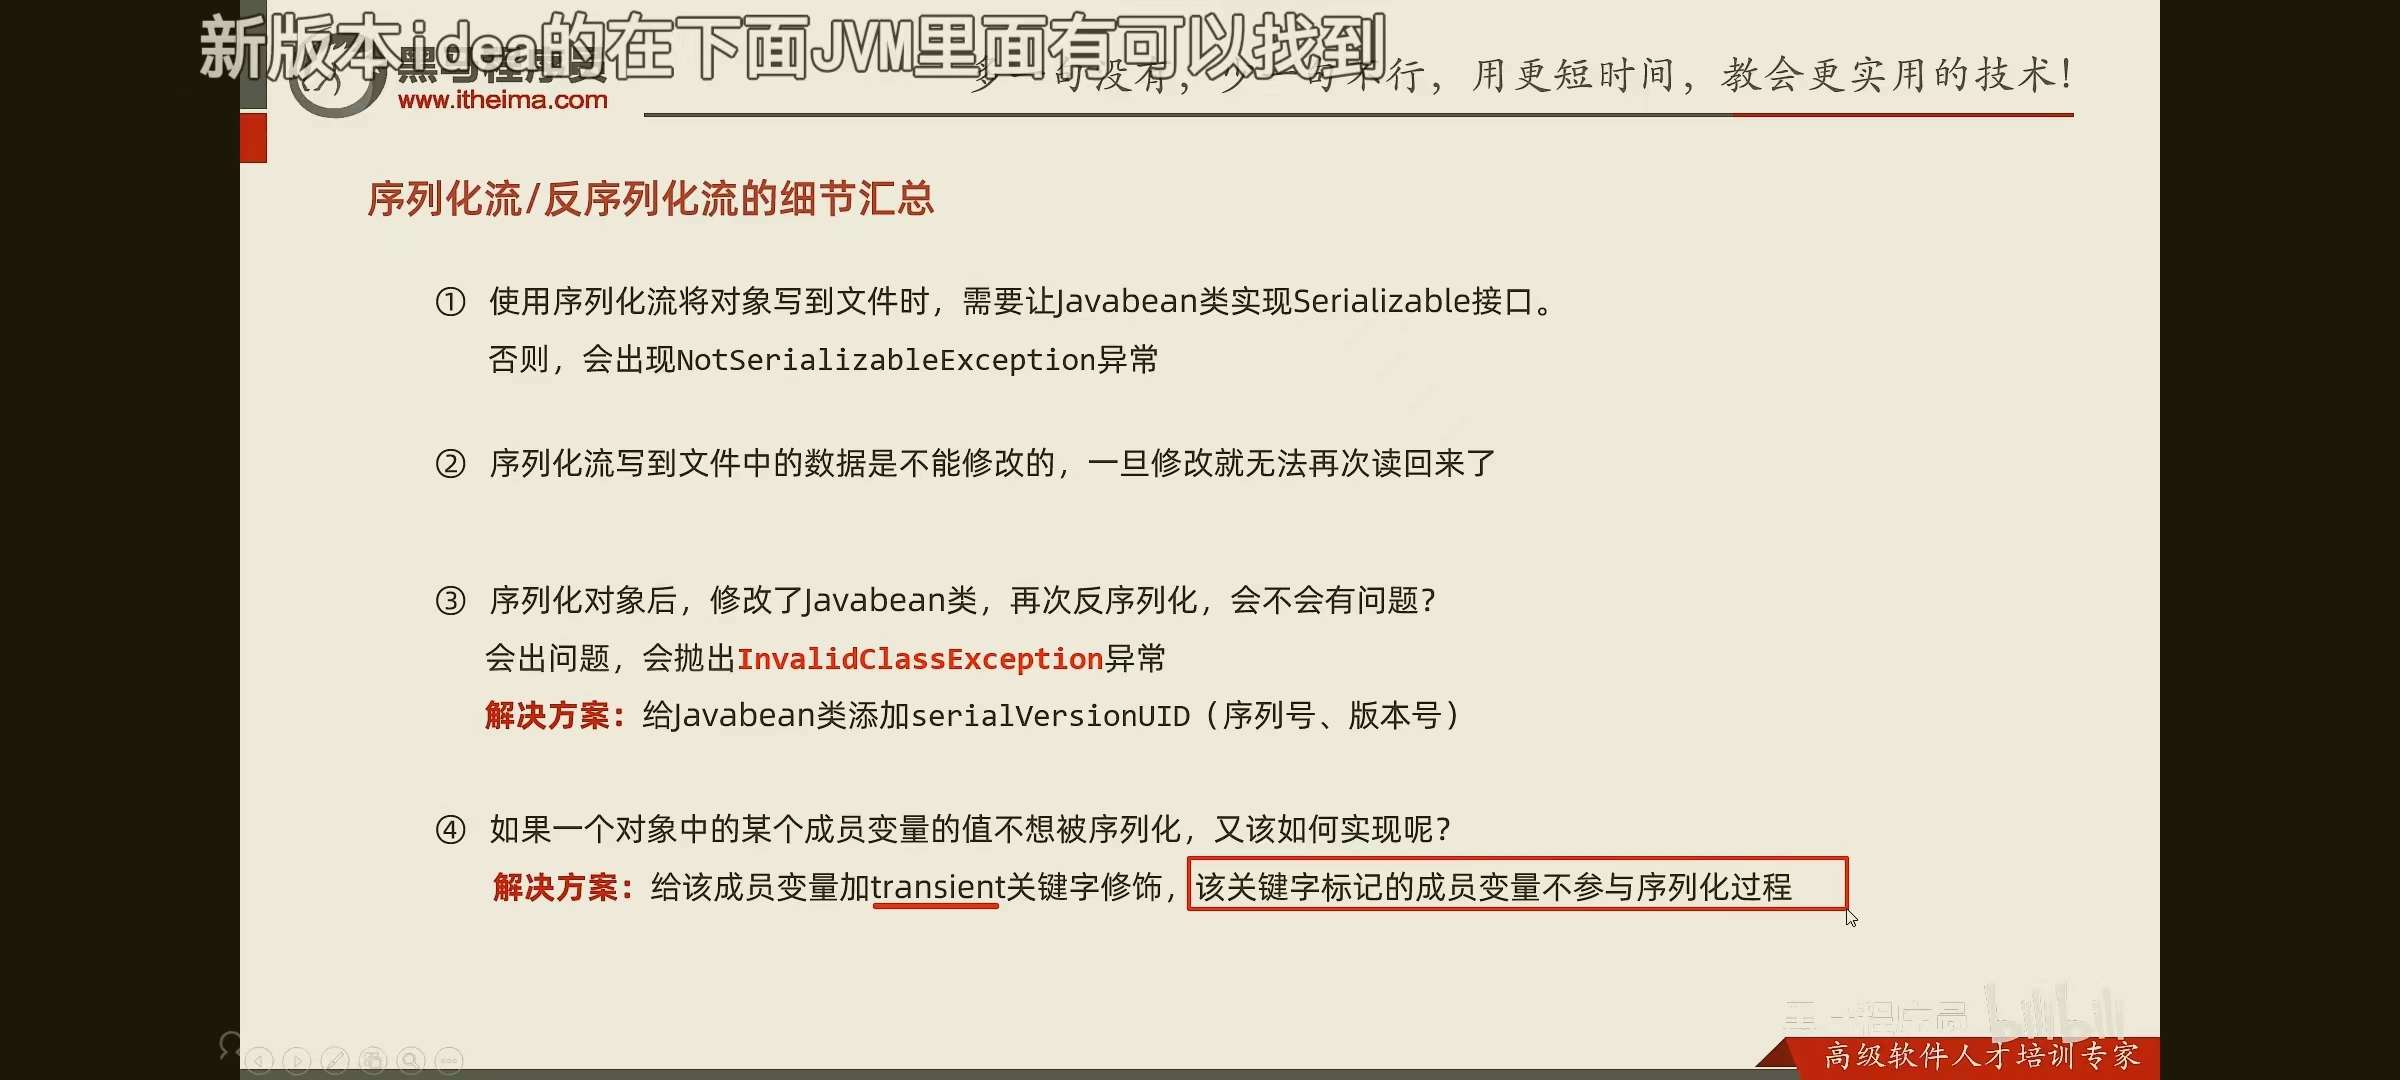 新版本idea的在下面JVM里面有可以找到
www.itheima.com
用更短时间，教会更实用的技术！
序列化流/反序列化流的细节汇总
① 使用序列化流将对象写到文件时，需要让Javabean类实现Serializable接口。
否则，会出现NotSerializableException异常
② 序列化流写到文件中的数据是不能修改的，一旦修改就无法再次读回来了
③ 序列化对象后，修改了Javabean类，再次反序列化，会不会有问题？
会出问题，会抛出InvalidClassException异常
解决方案：给Javabean类添加serialVersionUID（序列号、版本号）
④ 如果一个对象中的某个成员变量的值不想被序列化，又该如何实现呢？
解决方案：给该成员变量加transient关键字修饰，该关键字标记的成员变量不参与序列化过程
bilibili
高级软件人才培训专家